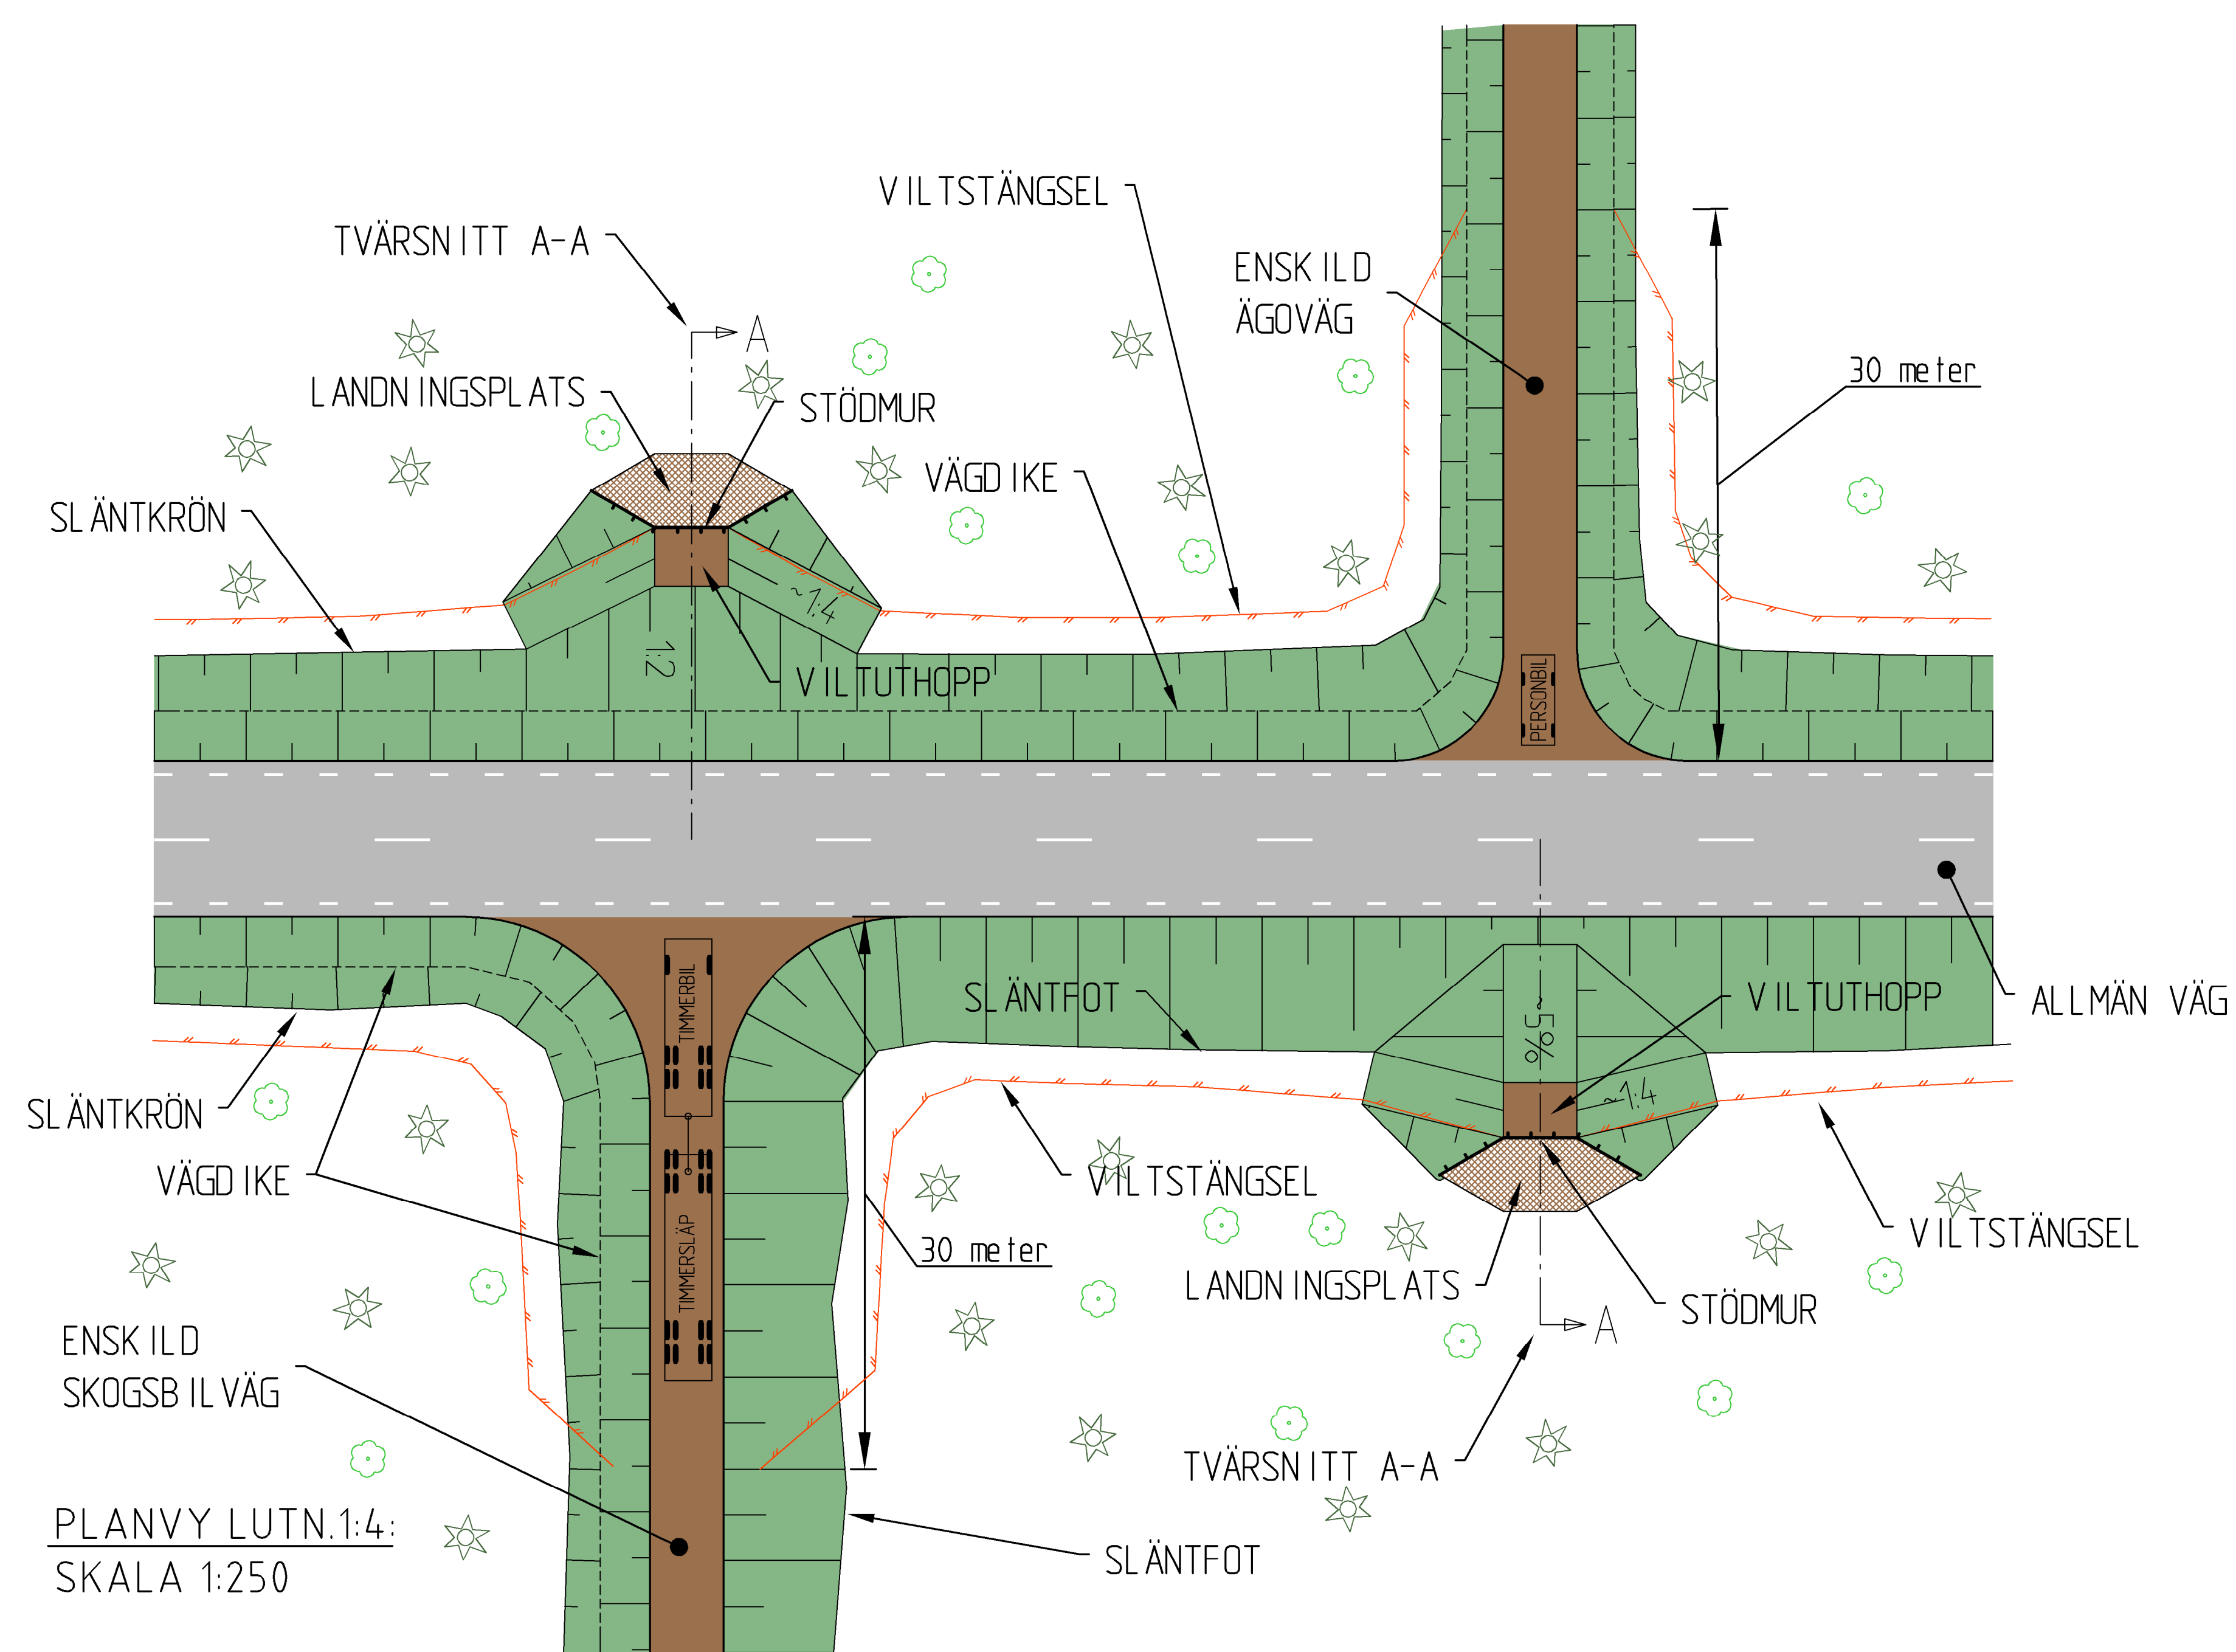 VILTSTÄNGSEL
TVÄRSNITT A-A
ENSKILD
ÄGOVÄG
A
30 meter
LANDNINGSPLATS
STÖDMUR
VÄGDIKE
SLÄNTKRÖN
~1:4
1:2
VILTUTHOPP
PERSONBIL
TIMMERBIL
SLÄNTFOT
~5%
VILTUTHOPP
ALLMÄN VÄG
SLÄNTKRÖN
~1:4
VÄGDIKE
VILTSTÄNGSEL
TIMMERSLÄP
30 meter
VILTSTÄNGSEL
LANDNINGSPLATS
STÖDMUR
A
ENSKILD
SKOGSBILVÄG
TVÄRSNITT A-A
PLANVY LUTN.1:4:
SKALA 1:250
SLÄNTFOT